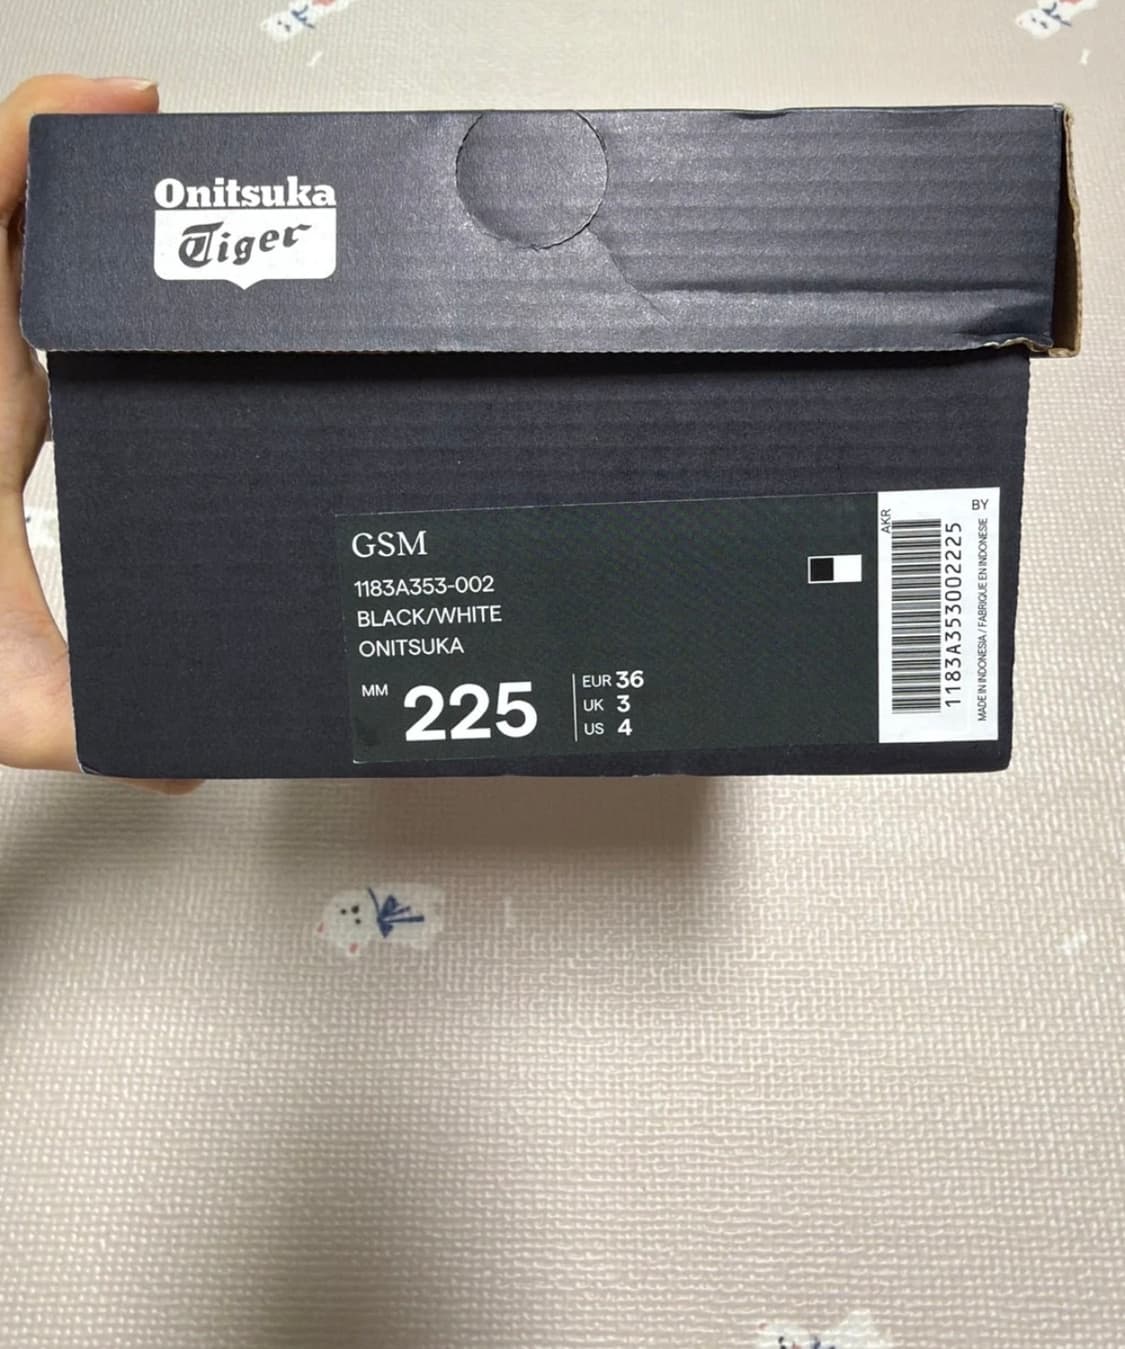 Onitsuka
Tiger
GSM
1183A353-002
BLACK/WHITE
ONITSUKA
MM 225
EUR 36
UK 3
US 4
AKR
1183A353002225
BY
MADE IN INDONESIA / FABRIQUE EN INDONESIE